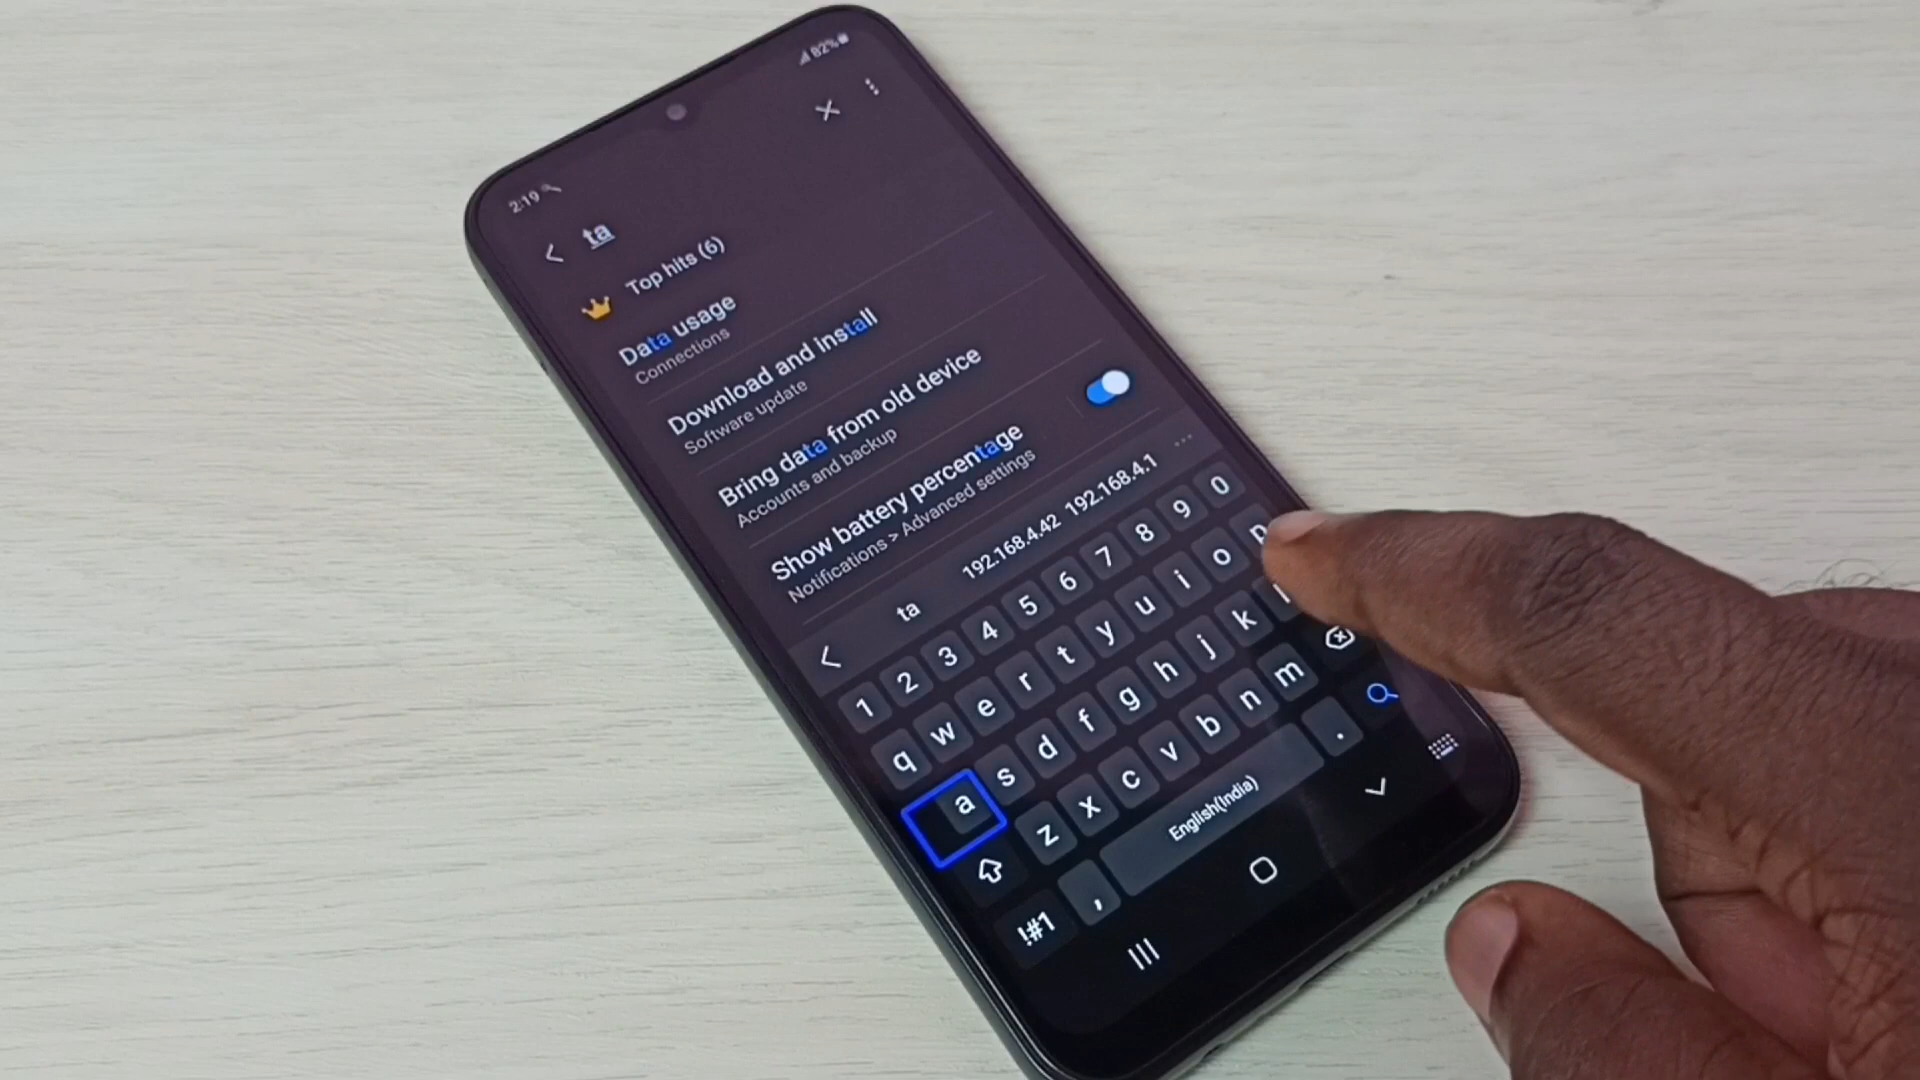 2:19 82%
ta
Top hits (6)
Data usage
Connections
Download and install
Software update
Bring data from old device
Accounts and backup
Show battery percentage
Notifications > Advanced settings
ta 192.168.4.42 192.168.4.1
1 2 3 4 5 6 7 8 9 0
q w e r t y u i o p
a s d f g h j k l
z x c v b n m
!#1 , English(India) .